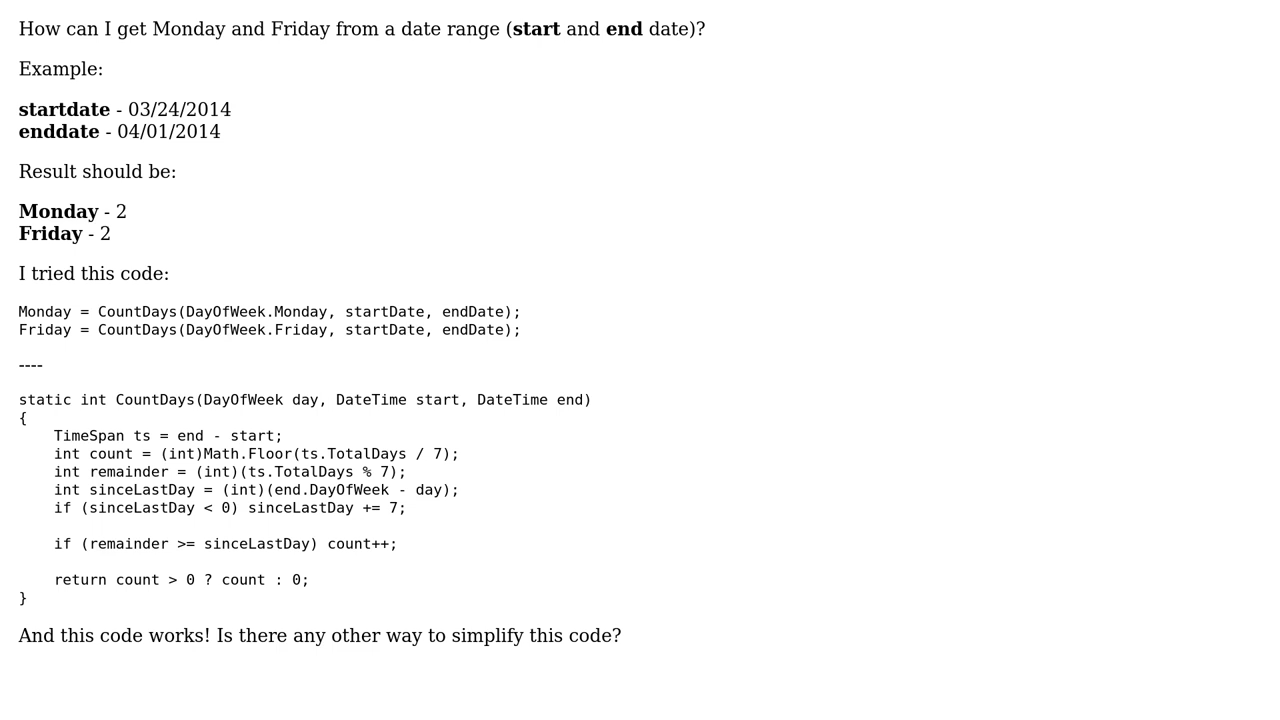 How can I get Monday and Friday from a date range (start and end date)?
Example:
startdate - 03/24/2014
enddate - 04/01/2014
Result should be:
Monday - 2
Friday - 2
I tried this code:
Monday = CountDays(DayOfWeek.Monday, startDate, endDate);
Friday = CountDays(DayOfWeek.Friday, startDate, endDate);
----
static int CountDays(DayOfWeek day, DateTime start, DateTime end)
{
    TimeSpan ts = end - start;
    int count = (int)Math.Floor(ts.TotalDays / 7);
    int remainder = (int)(ts.TotalDays % 7);
    int sinceLastDay = (int)(end.DayOfWeek - day);
    if (sinceLastDay < 0) sinceLastDay += 7;
    if (remainder >= sinceLastDay) count++;
    return count > 0 ? count : 0;
}
And this code works! Is there any other way to simplify this code?